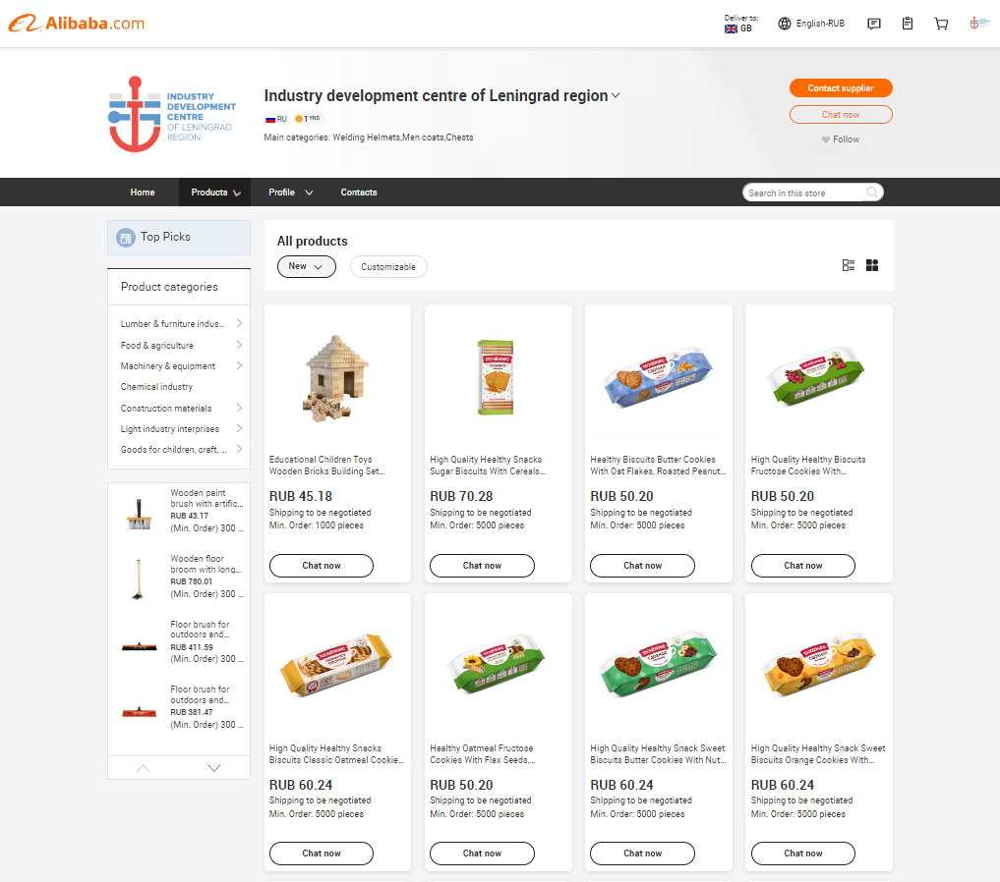 Alibaba.com
Deliver to:
GB
English-RUB
INDUSTRY
DEVELOPMENT
CENTRE
OF LENINGRAD
REGION
Industry development centre of Leningrad region
RU 1 YRS
Main categories: Welding Helmets,Men coats,Chests
Contact supplier
Chat now
Follow
Home Products Profile Contacts
Search in this store
Top Picks
Product categories
Lumber & furniture indus...
Food & agriculture
Machinery & equipment
Chemical industry
Construction materials
Light industry interprises
Goods for children, craft, ...
Wooden paint
brush with artific...
RUB 43.17
(Min. Order) 300 ...
Wooden floor
broom with long...
RUB 780.01
(Min. Order) 300 ...
Floor brush for
outdoors and...
RUB 411.59
(Min. Order) 300 ...
Floor brush for
outdoors and...
RUB 381.47
(Min. Order) 300 ...
All products
New Customizable
Educational Children Toys
Wooden Bricks Building Set...
RUB 45.18
Shipping to be negotiated
Min. Order: 1000 pieces
Chat now
High Quality Healthy Snacks
Sugar Biscuits With Cereals...
RUB 70.28
Shipping to be negotiated
Min. Order: 5000 pieces
Chat now
Healthy Biscuits Butter Cookies
With Oat Flakes, Roasted Peanut...
RUB 50.20
Shipping to be negotiated
Min. Order: 5000 pieces
Chat now
High Quality Healthy Biscuits
Fructose Cookies With...
RUB 50.20
Shipping to be negotiated
Min. Order: 5000 pieces
Chat now
High Quality Healthy Snacks
Biscuits Classic Oatmeal Cookie...
RUB 60.24
Shipping to be negotiated
Min. Order: 5000 pieces
Chat now
Healthy Oatmeal Fructose
Cookies With Flax Seeds,...
RUB 50.20
Shipping to be negotiated
Min. Order: 5000 pieces
Chat now
High Quality Healthy Snack Sweet
Biscuits Butter Cookies With Nut...
RUB 60.24
Shipping to be negotiated
Min. Order: 5000 pieces
Chat now
High Quality Healthy Snack Sweet
Biscuits Orange Cookies With...
RUB 60.24
Shipping to be negotiated
Min. Order: 5000 pieces
Chat now